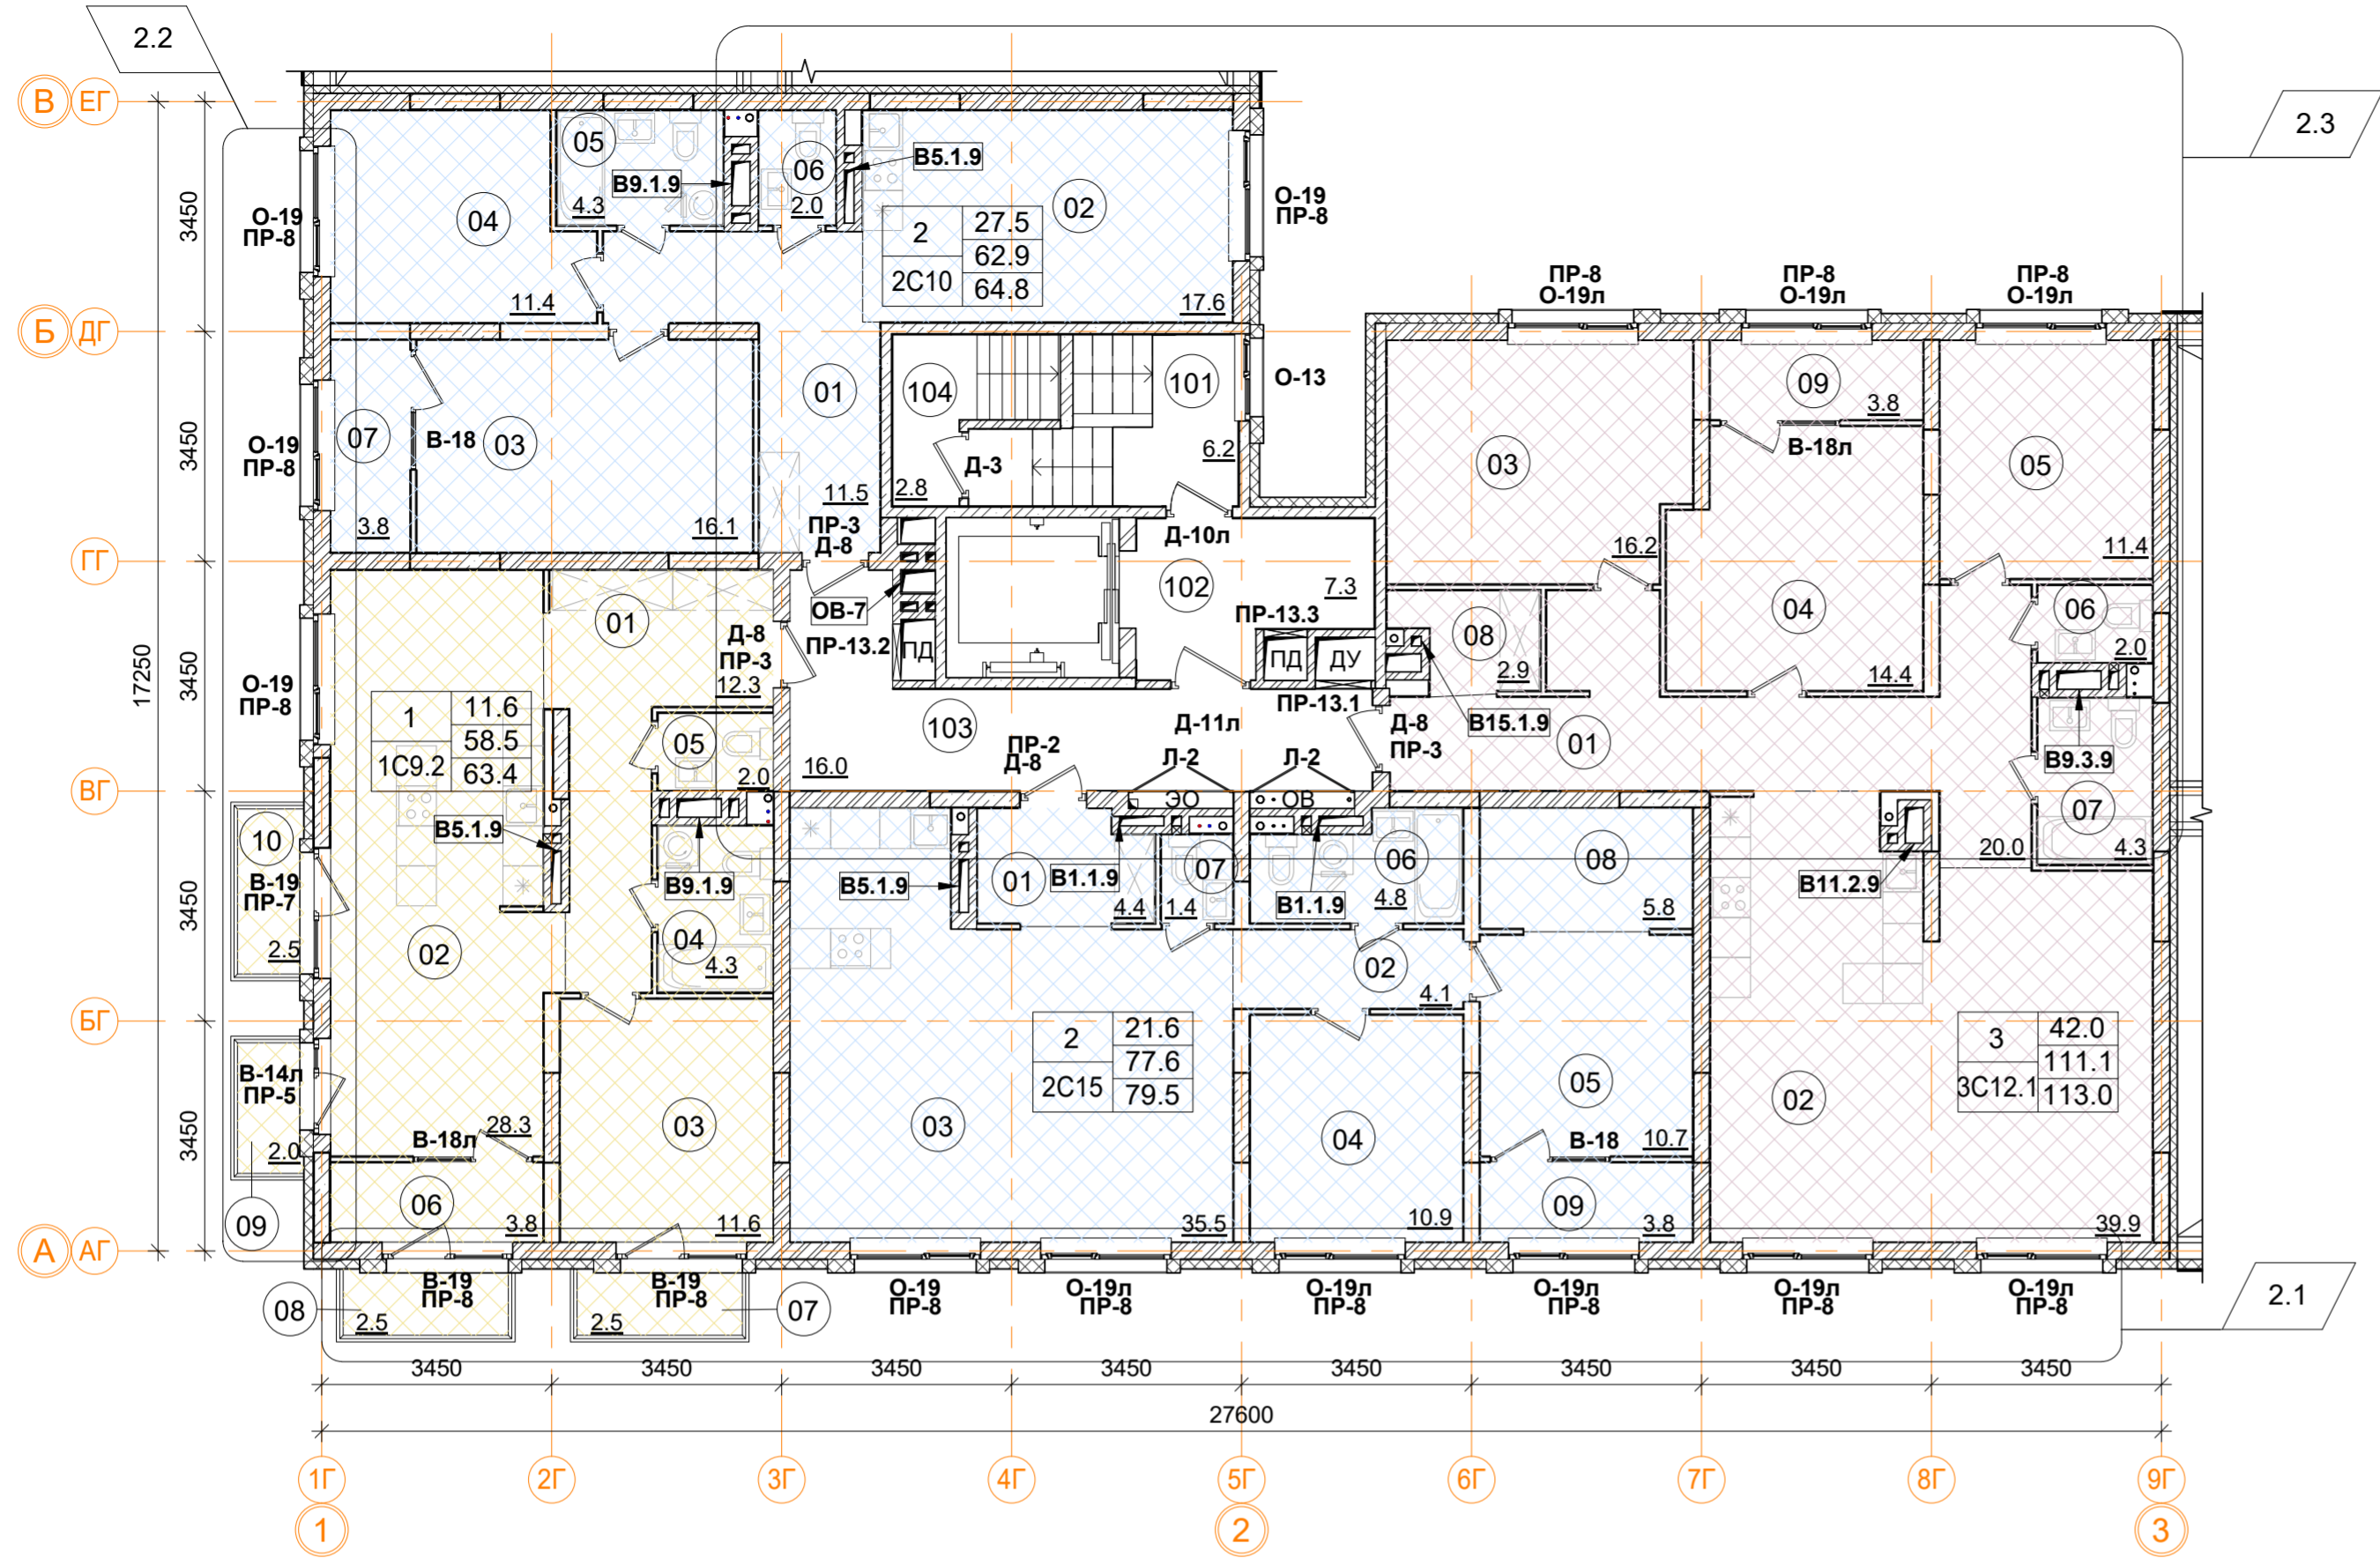 2.2
2.3
В ЕГ
05
06
В5.1.9
В9.1.9
02
О-19
ПР-8
04
4.3
2.0
О-19
ПР-8
2 27.5
62.9
2С10 64.8
3450
11.4
17.6
ПР-8
О-19л
ПР-8
О-19л
ПР-8
О-19л
Б ДГ
01
104
101
О-13
09
3.8
07
В-18
03
О-19
ПР-8
3450
Д-3
6.2
03
В-18л
05
3.8
16.1
11.5
2.8
ПР-3
Д-8
Д-10л
16.2
11.4
ГГ
102
7.3
01
ОВ-7
ПР-13.2
ПД
ПР-13.3
ПД
ДУ
08
2.9
04
06
2.0
14.4
17250
3450
О-19
ПР-8
Д-8
ПР-3
12.3
1 11.6
58.5
1С9.2 63.4
05
2.0
103
16.0
Д-11л
ПР-13.1
Д-8
ПР-3
В15.1.9
01
В9.3.9
ПР-2
Д-8
Л-2
Л-2
ВГ
ЭО
ОВ
10
В-19
ПР-7
2.5
В5.1.9
В9.1.9
В5.1.9
01
В1.1.9
4.4
07
1.4
В1.1.9
06
4.8
08
5.8
В11.2.9
20.0
07
4.3
3450
02
04
4.3
02
4.1
БГ
2 21.6
77.6
2С15 79.5
3 42.0
111.1
3С12.1 113.0
В-14л
ПР-5
2.0
3450
В-18л
28.3
03
03
04
05
В-18
10.7
02
06
3.8
11.6
35.5
10.9
09
3.8
39.9
09
А АГ
08
2.5
В-19
ПР-8
2.5
В-19
ПР-8
07
О-19
ПР-8
О-19л
ПР-8
О-19л
ПР-8
О-19л
ПР-8
О-19л
ПР-8
О-19л
ПР-8
2.1
3450 3450 3450 3450 3450 3450 3450 3450
27600
1Г 2Г 3Г 4Г 5Г 6Г 7Г 8Г 9Г
1 2 3
3450